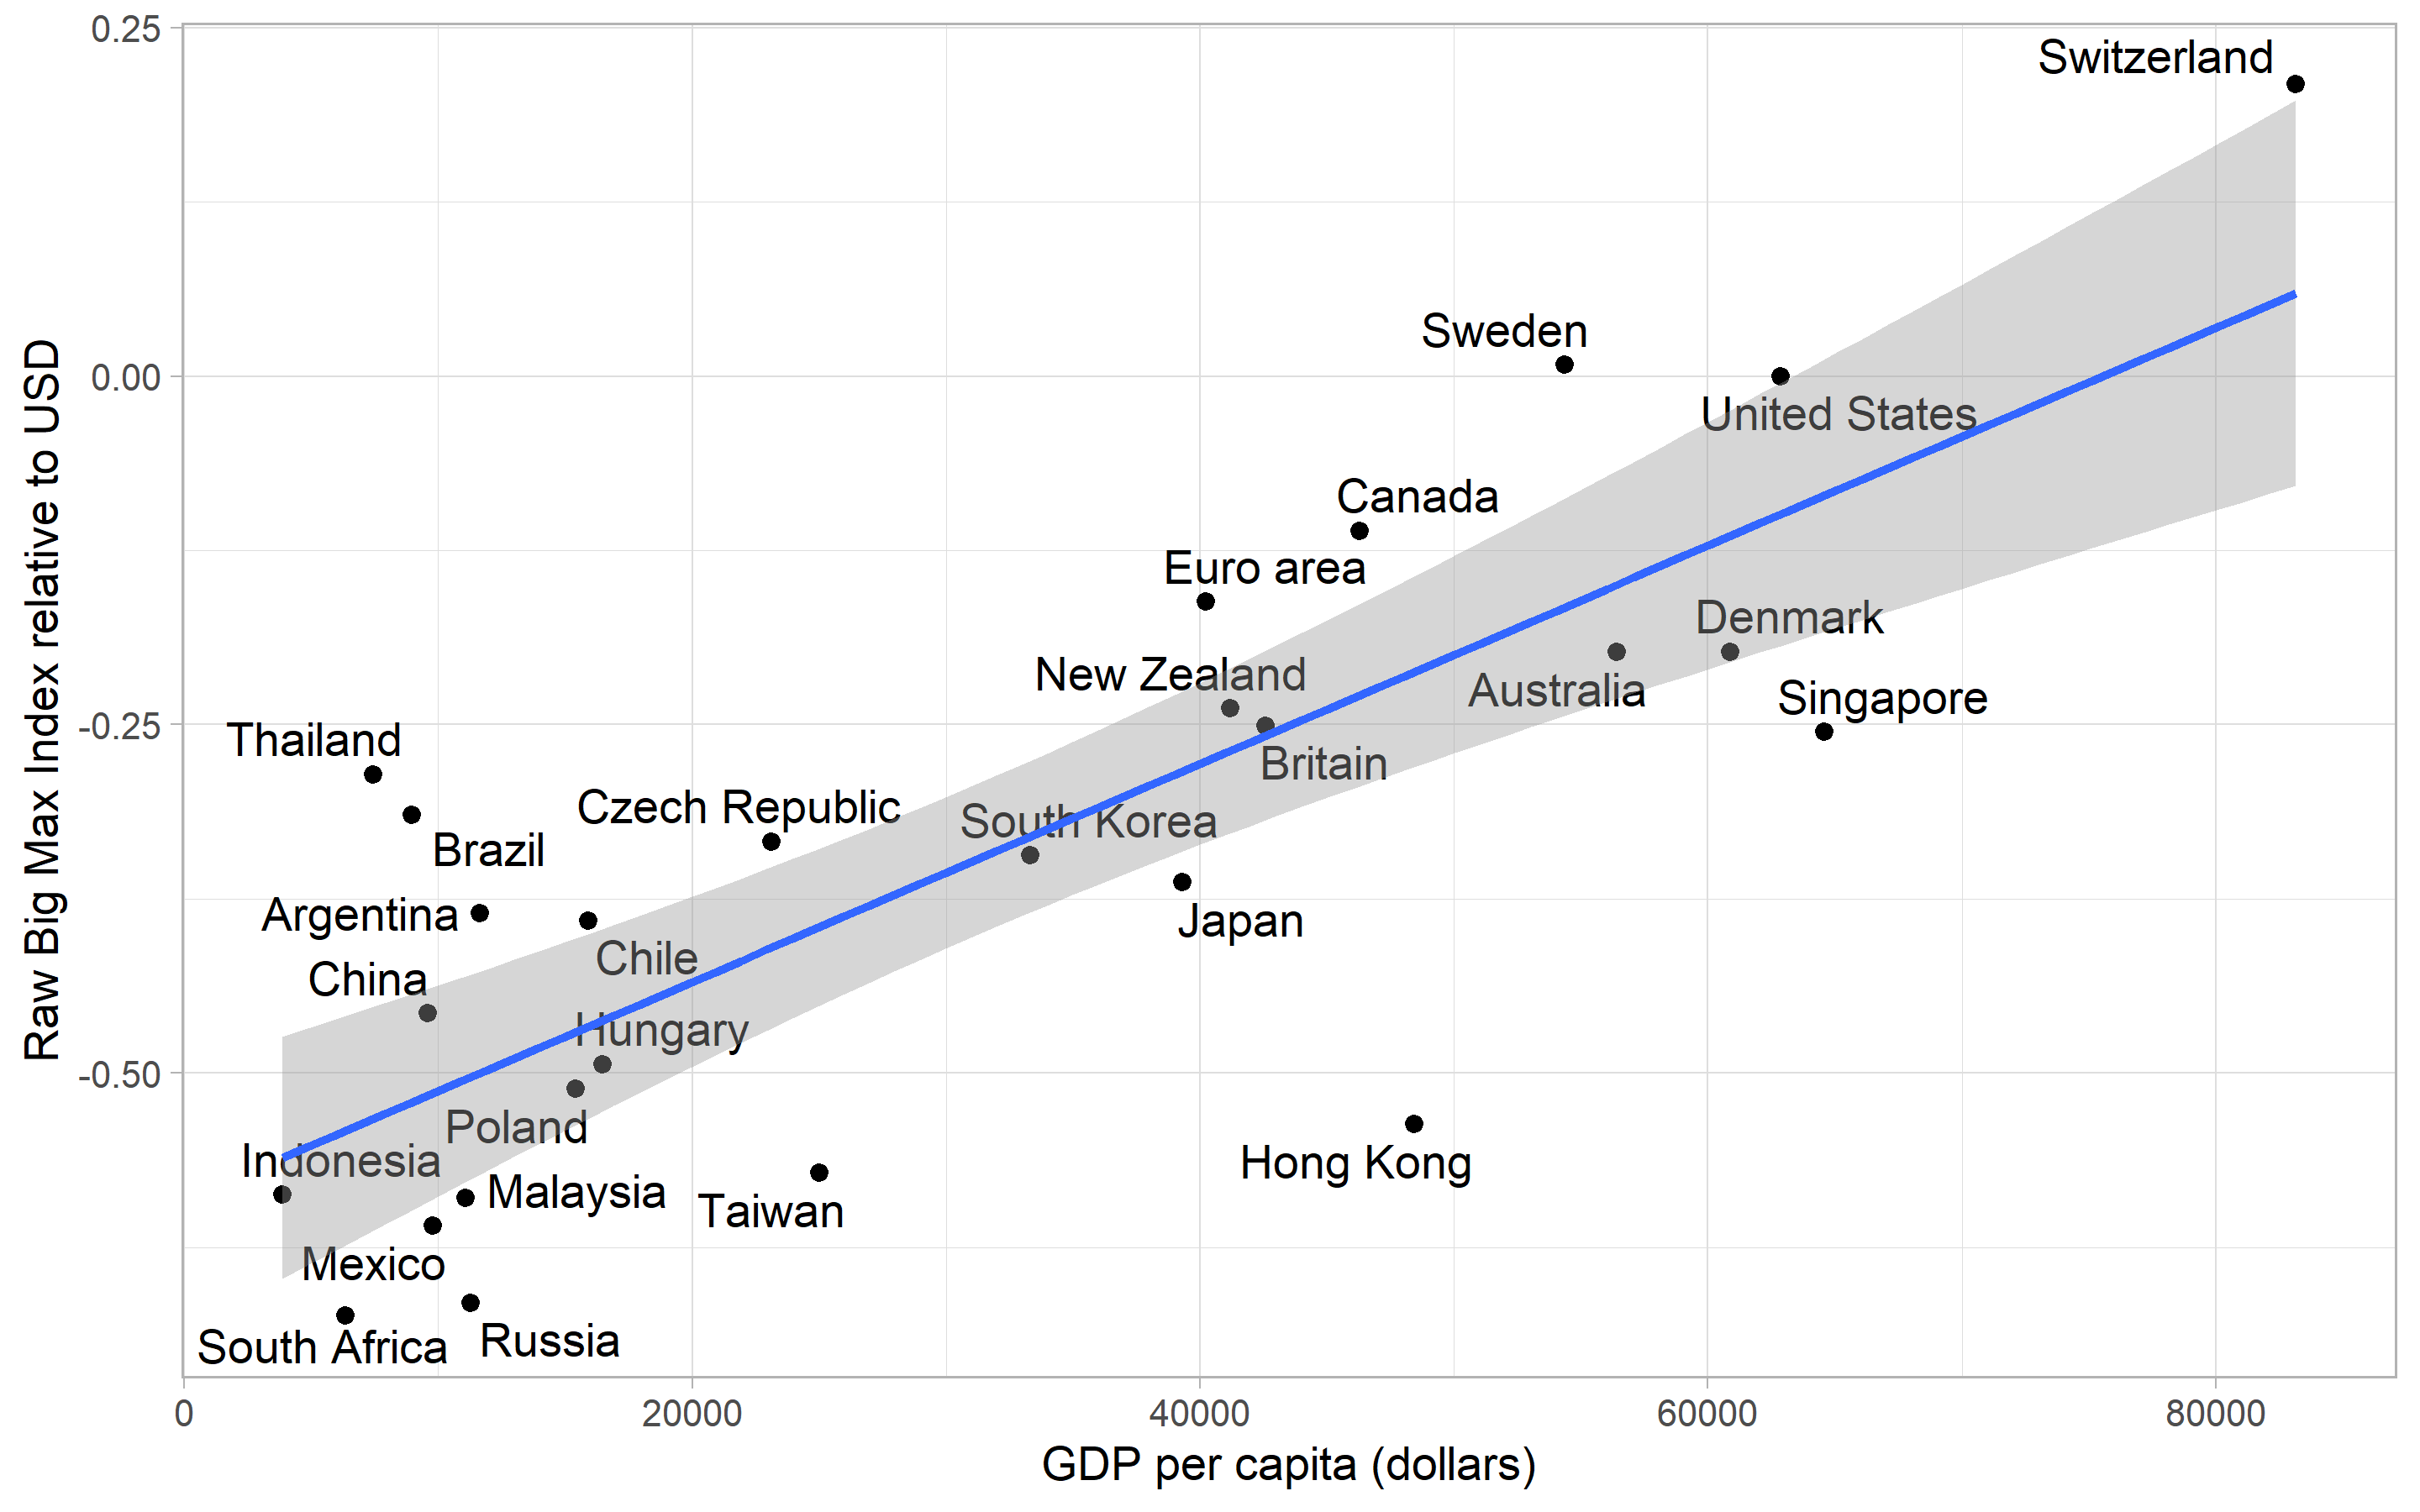 0.25
Switzerland
Sweden
0.00
United States
Canada
Euro area
Denmark
New Zealand
Australia
Singapore
-0.25
Thailand
Britain
Czech Republic
South Korea
Brazil
Argentina
Japan
Chile
China
Hungary
-0.50
Poland
Indonesia
Hong Kong
Malaysia
Taiwan
Mexico
Russia
South Africa
Raw Big Max Index relative to USD
0
20000
40000
60000
80000
GDP per capita (dollars)